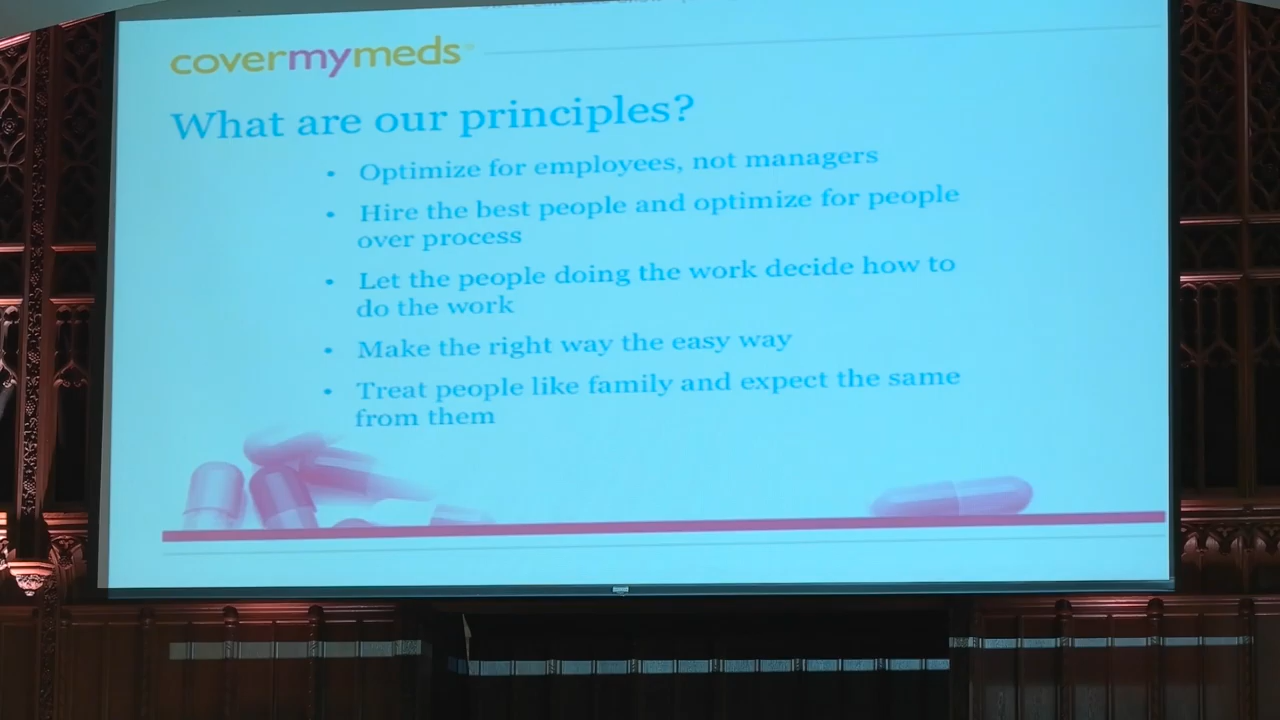 covermymeds
What are our principles?
• Optimize for employees, not managers
• Hire the best people and optimize for people
over process
• Let the people doing the work decide how to
do the work
• Make the right way the easy way
• Treat people like family and expect the same
from them